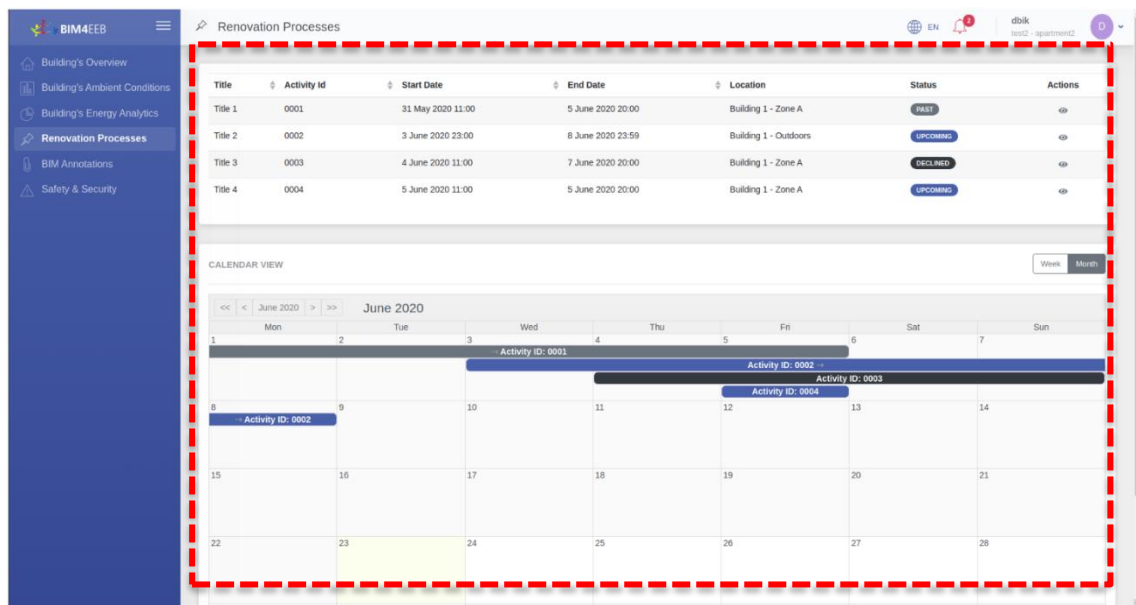 BIM4EEB
Renovation Processes
EN
2
dbik
test2 - apartment2
D
Building's Overview
Building's Ambient Conditions
Building's Energy Analytics
Renovation Processes
BIM Annotations
Safety & Security
Title Activity Id Start Date End Date Location Status Actions
Title 1 0001 31 May 2020 11:00 5 June 2020 20:00 Building 1 - Zone A PAST
Title 2 0002 3 June 2020 23:00 8 June 2020 23:59 Building 1 - Outdoors UPCOMING
Title 3 0003 4 June 2020 11:00 7 June 2020 20:00 Building 1 - Zone A DECLINED
Title 4 0004 5 June 2020 11:00 5 June 2020 20:00 Building 1 - Zone A UPCOMING
CALENDAR VIEW Week Month
<< < June 2020 > >> June 2020
Mon Tue Wed Thu Fri Sat Sun
1 2 3 4 5 6 7
→ Activity ID: 0001
Activity ID: 0002 →
Activity ID: 0003
Activity ID: 0004
8 9 10 11 12 13 14
→ Activity ID: 0002
15 16 17 18 19 20 21
22 23 24 25 26 27 28